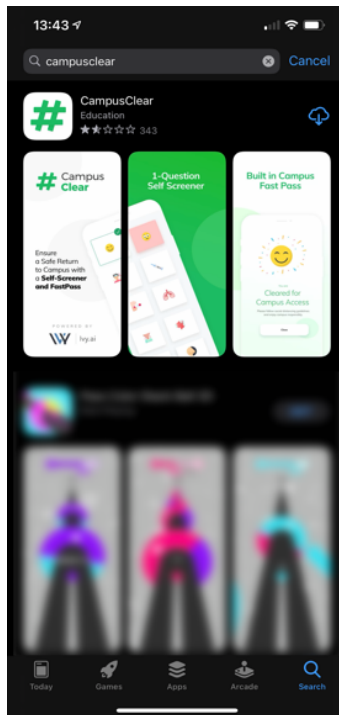 13:43
campusclear
Cancel
CampusClear
Education
343
Campus
Clear
Ensure
a Safe Return
to Campus with
a Self-Screener
and FastPass
POWERED BY
Ivy.ai
1-Question
Self Screener
Built in Campus
Fast Pass
Cleared for
Campus Access
Today
Games
Apps
Arcade
Search